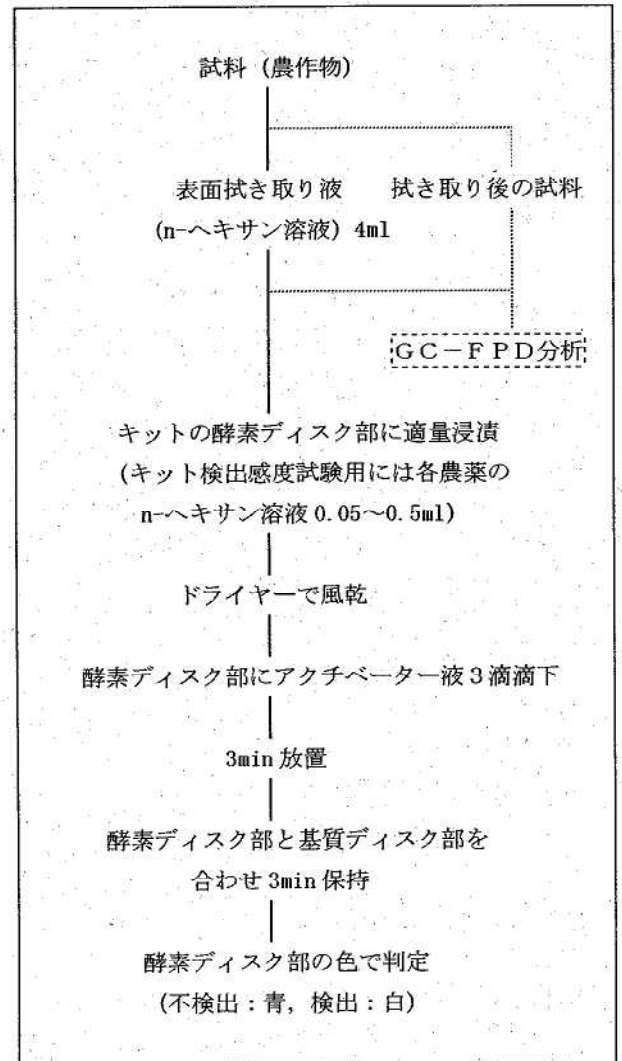 試料（農作物）
表面拭き取り液　拭き取り後の試料
(n-ヘキサン溶液) 4ml
ＧＣ－ＦＰＤ分析
キットの酵素ディスク部に適量浸漬
(キット検出感度試験用には各農薬の
n-ヘキサン溶液 0.05～0.5ml)
ドライヤーで風乾
酵素ディスク部にアクチベーター液３滴滴下
3min 放置
酵素ディスク部と基質ディスク部を
合わせ 3min 保持
酵素ディスク部の色で判定
(不検出：青，検出：白)